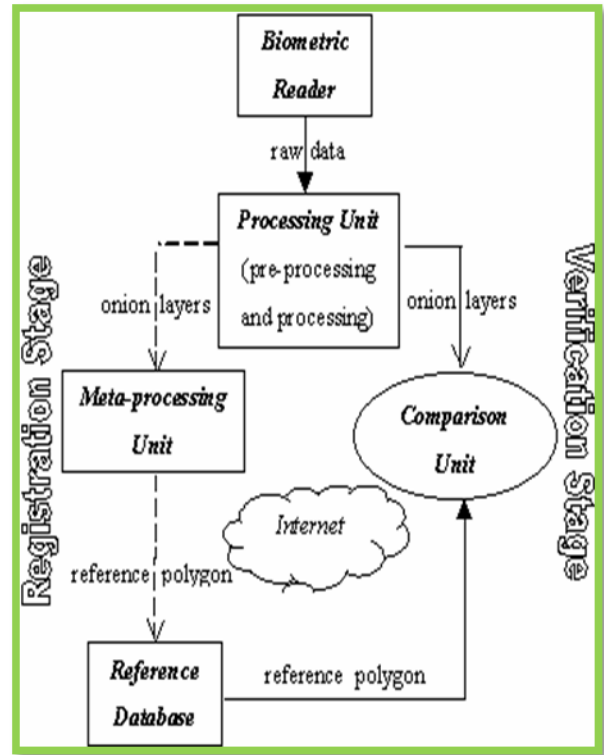 Biometric
Reader
raw data
Processing Unit
(pre-processing
and processing)
onion layers
onion layers
Registration Stage
Verification Stage
Meta-processing
Unit
Comparison
Unit
Internet
reference polygon
Reference
Database
reference polygon